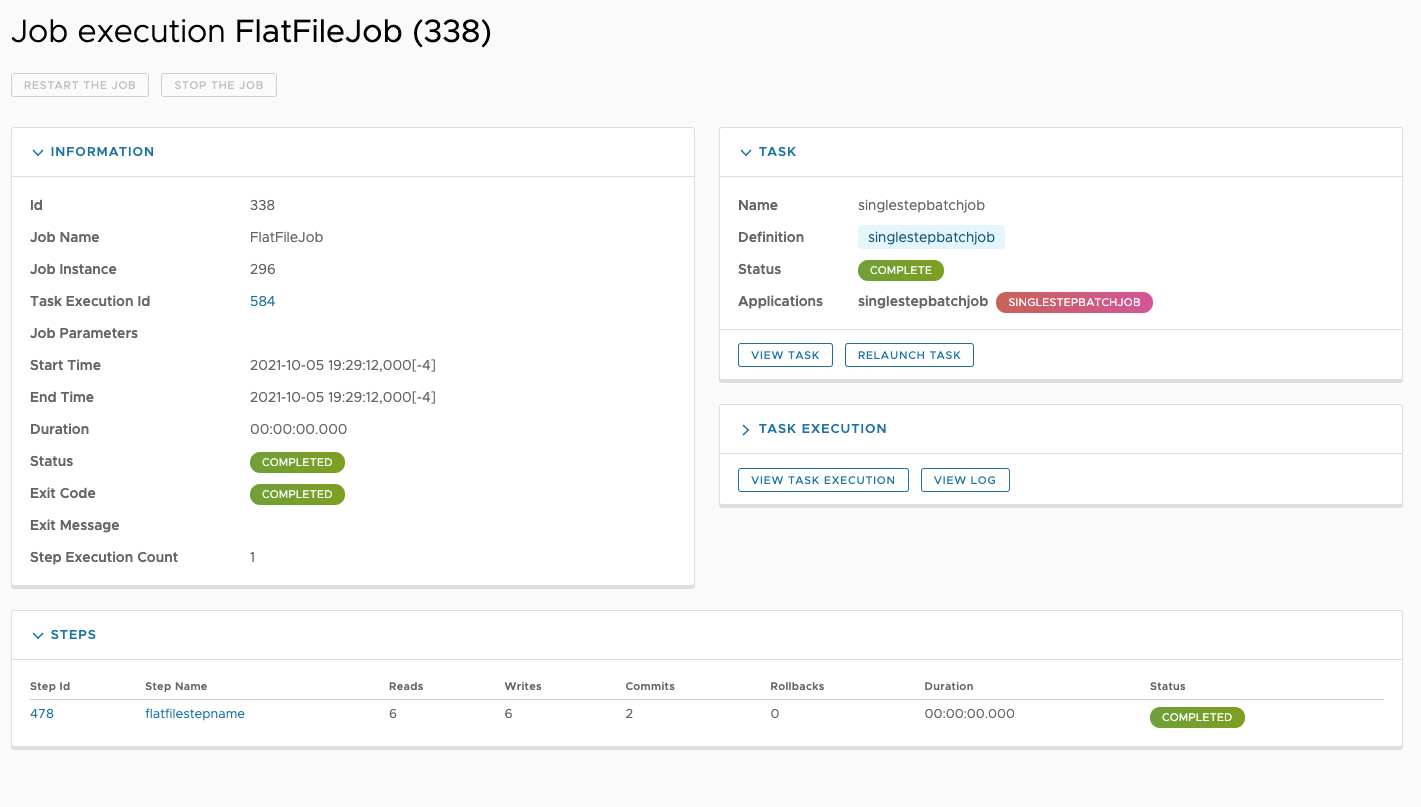 Job execution FlatFileJob (338)
RESTART THE JOB STOP THE JOB
INFORMATION
Id 338
Job Name FlatFileJob
Job Instance 296
Task Execution Id 584
Job Parameters
Start Time 2021-10-05 19:29:12,000[-4]
End Time 2021-10-05 19:29:12,000[-4]
Duration 00:00:00.000
Status COMPLETED
Exit Code COMPLETED
Exit Message
Step Execution Count 1
TASK
Name singlestepbatchjob
Definition singlestepbatchjob
Status COMPLETE
Applications singlestepbatchjob SINGLESTEPBATCHJOB
VIEW TASK RELAUNCH TASK
TASK EXECUTION
VIEW TASK EXECUTION VIEW LOG
STEPS
Step Id Step Name Reads Writes Commits Rollbacks Duration Status
478 flatfilestepname 6 6 2 0 00:00:00.000 COMPLETED